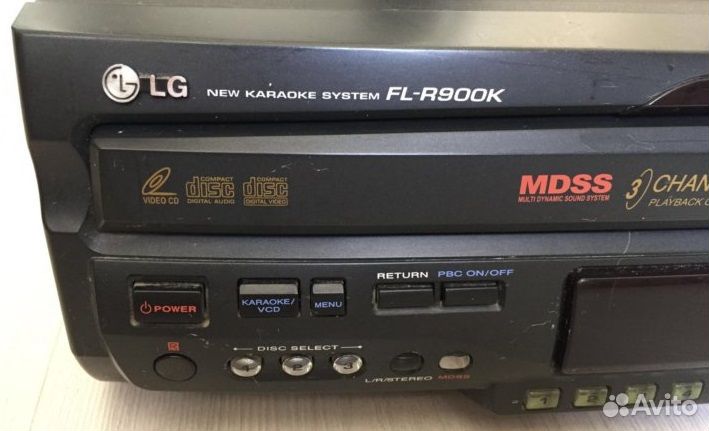 LG NEW KARAOKE SYSTEM FL-R900K
VIDEO CD
COMPACT disc DIGITAL AUDIO
COMPACT disc DIGITAL VIDEO
MDSS
MULTI DYNAMIC SOUND SYSTEM
3 CHAN
PLAYBACK
POWER
KARAOKE/
VCD
MENU
RETURN
PBC ON/OFF
DISC SELECT
1 2 3
L/R/STEREO
MDSS
1
Avito